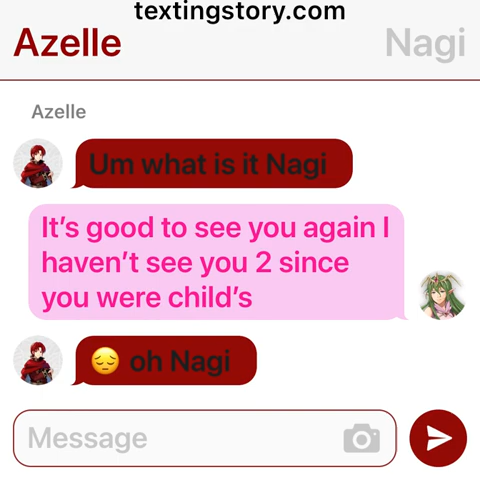 textingstory.com
Azelle Nagi
Azelle
Um what is it Nagi
It's good to see you again I
haven't see you 2 since
you were child's
😔 oh Nagi
Message